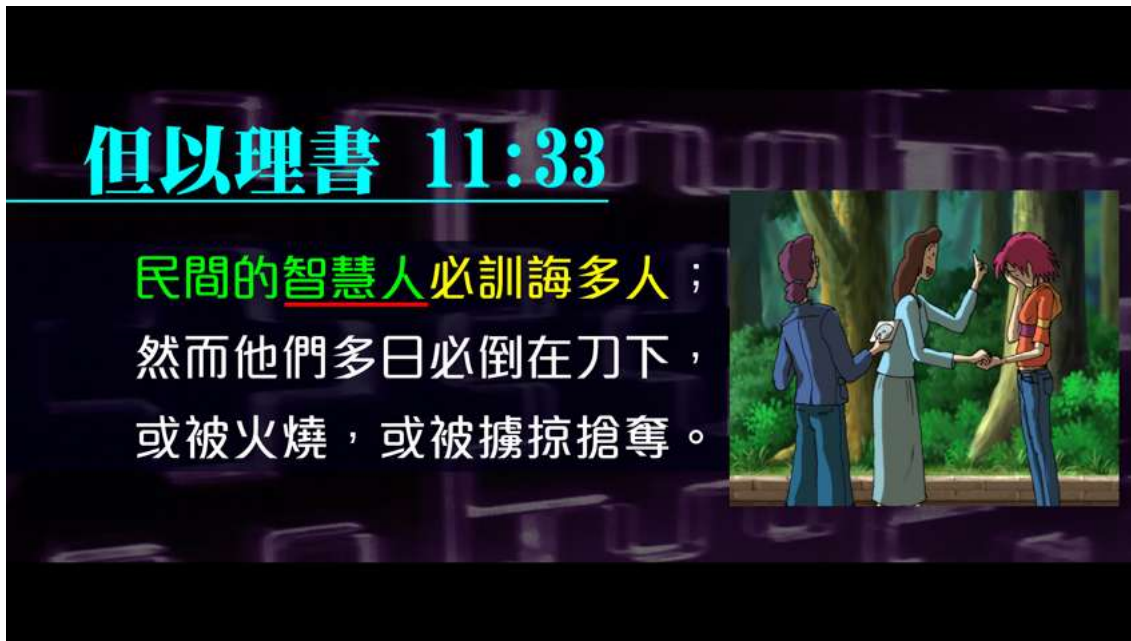 但以理書 11:33
民間的智慧人必訓誨多人；
然而他們多日必倒在刀下，
或被火燒，或被擄掠搶奪。